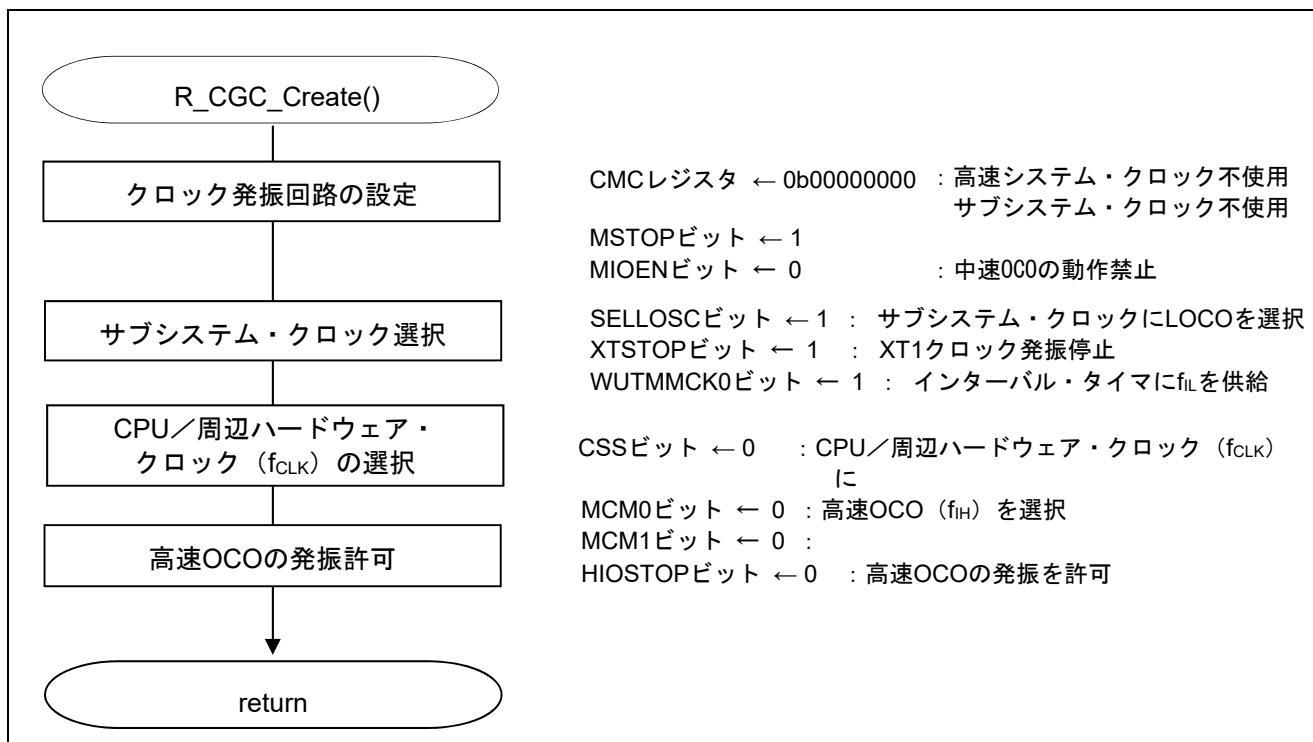 R_CGC_Create()
クロック発振回路の設定
CMCレジスタ ← 0b00000000 : 高速システム・クロック不使用
サブシステム・クロック不使用
MSTOPビット ← 1
MIOENビット ← 0 : 中速OCOの動作禁止
サブシステム・クロック選択
SELLOSCビット ← 1 : サブシステム・クロックにLOCOを選択
XTSTOPビット ← 1 : XT1クロック発振停止
WUTMMCK0ビット ← 1 : インターバル・タイマにfILを供給
CPU/周辺ハードウェア・
クロック（fCLK）の選択
CSSビット ← 0 : CPU/周辺ハードウェア・クロック（fCLK）
に
MCM0ビット ← 0 : 高速OCO（fIH）を選択
MCM1ビット ← 0 :
高速OCOの発振許可
HIOSTOPビット ← 0 : 高速OCOの発振を許可
return